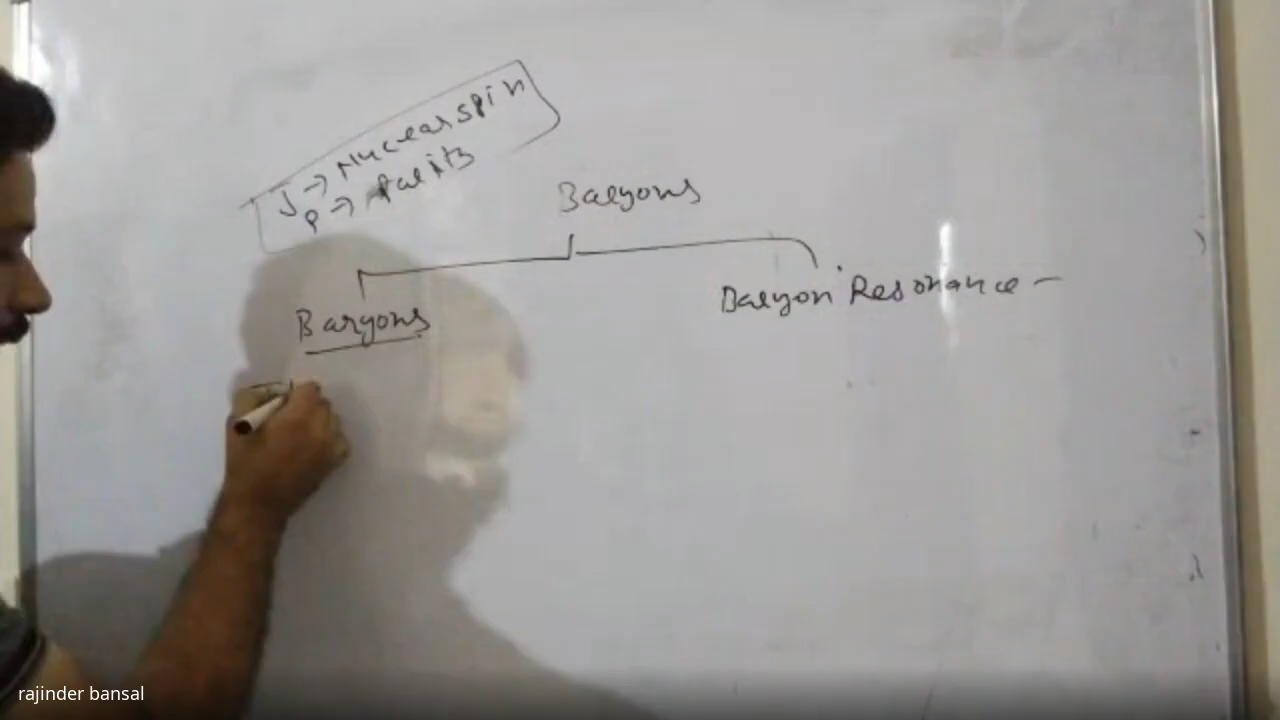 J → Nuclear spin
P → Parity
Baryons
Baryons
Baryon Resonance –
rajinder bansal